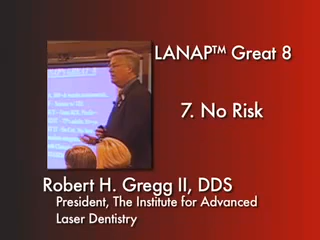 LANAP™ Great 8
7. No Risk
Robert H. Gregg II, DDS
President, The Institute for Advanced
Laser Dentistry